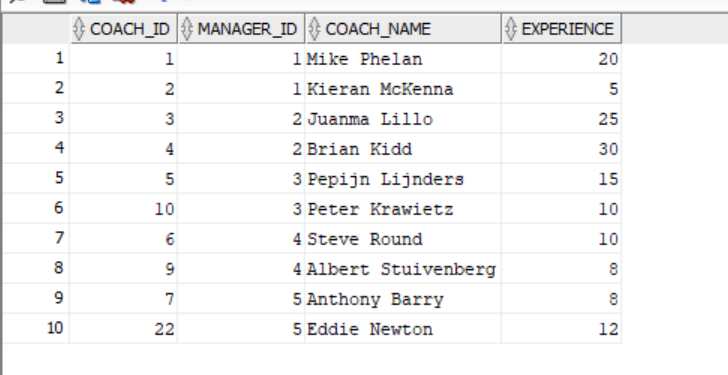 COACH_ID MANAGER_ID COACH_NAME EXPERIENCE
1 1 1 Mike Phelan 20
2 2 1 Kieran McKenna 5
3 3 2 Juanma Lillo 25
4 4 2 Brian Kidd 30
5 5 3 Pepijn Lijnders 15
6 10 3 Peter Krawietz 10
7 6 4 Steve Round 10
8 9 4 Albert Stuivenberg 8
9 7 5 Anthony Barry 8
10 22 5 Eddie Newton 12